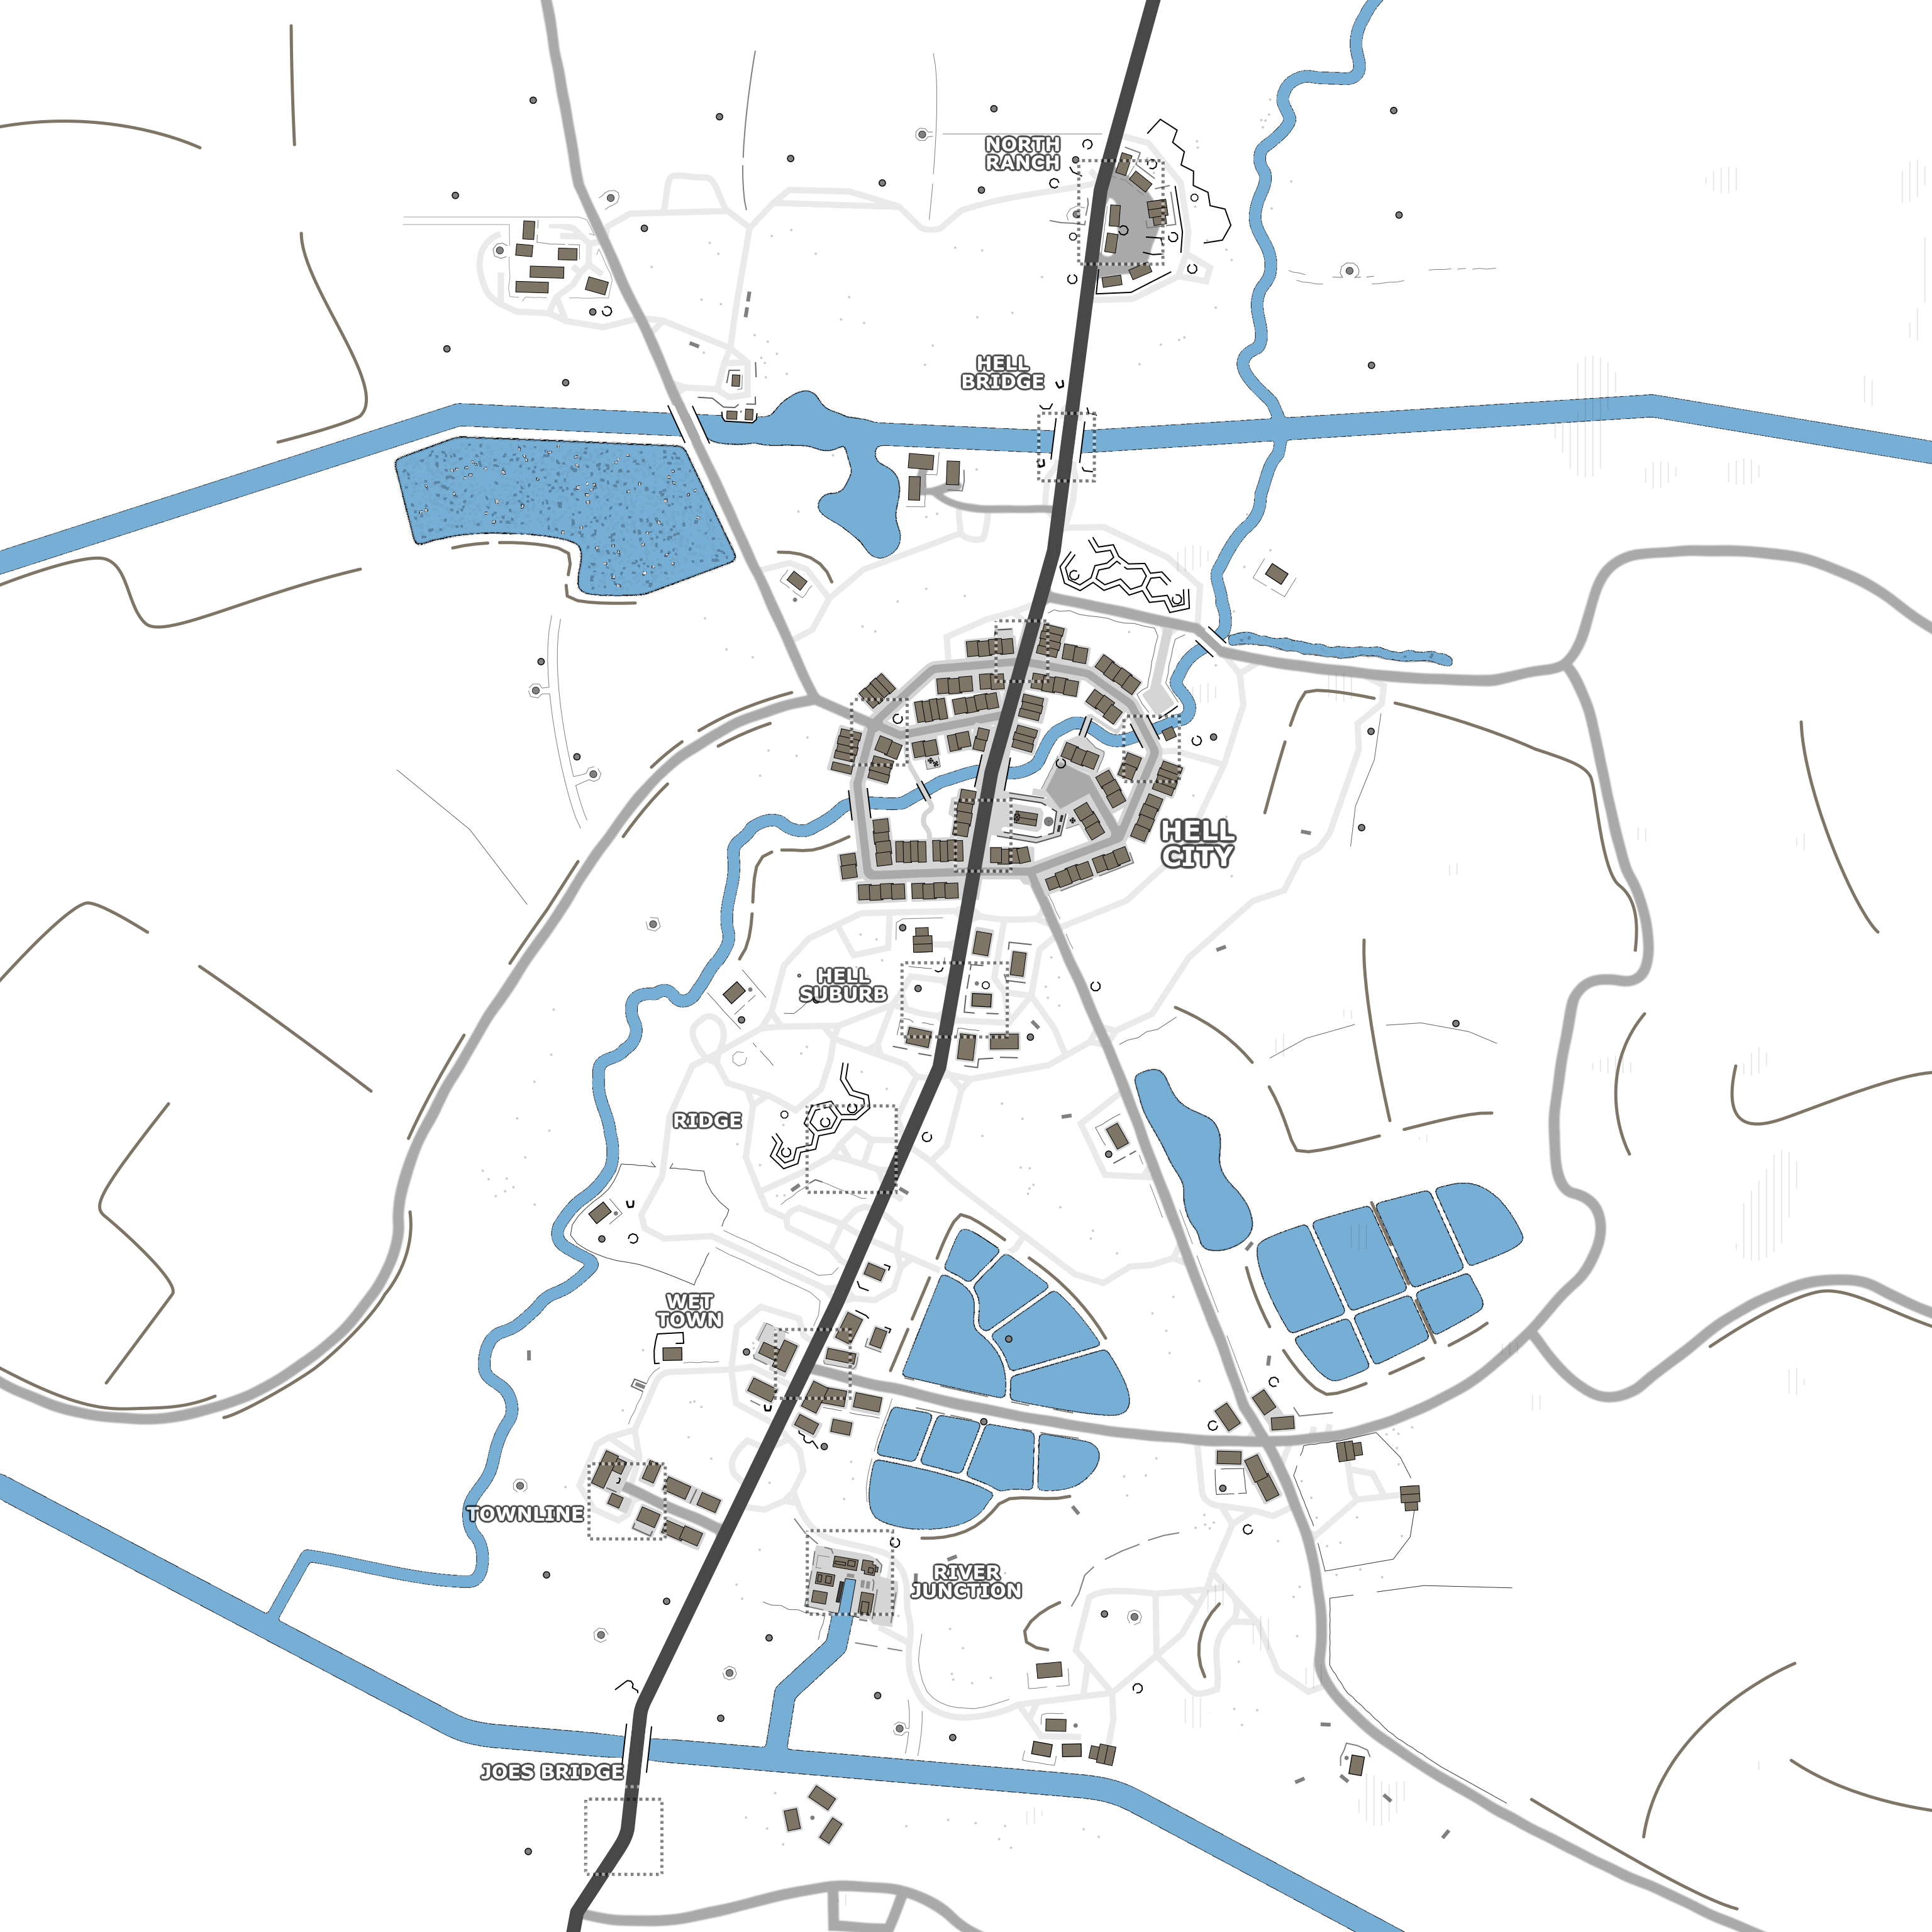 NORTH
RANCH
HELL
BRIDGE
HELL
CITY
HELL
SUBURB
RIDGE
WET
TOWN
TOWNLINE
RIVER
JUNCTION
JOES BRIDGE